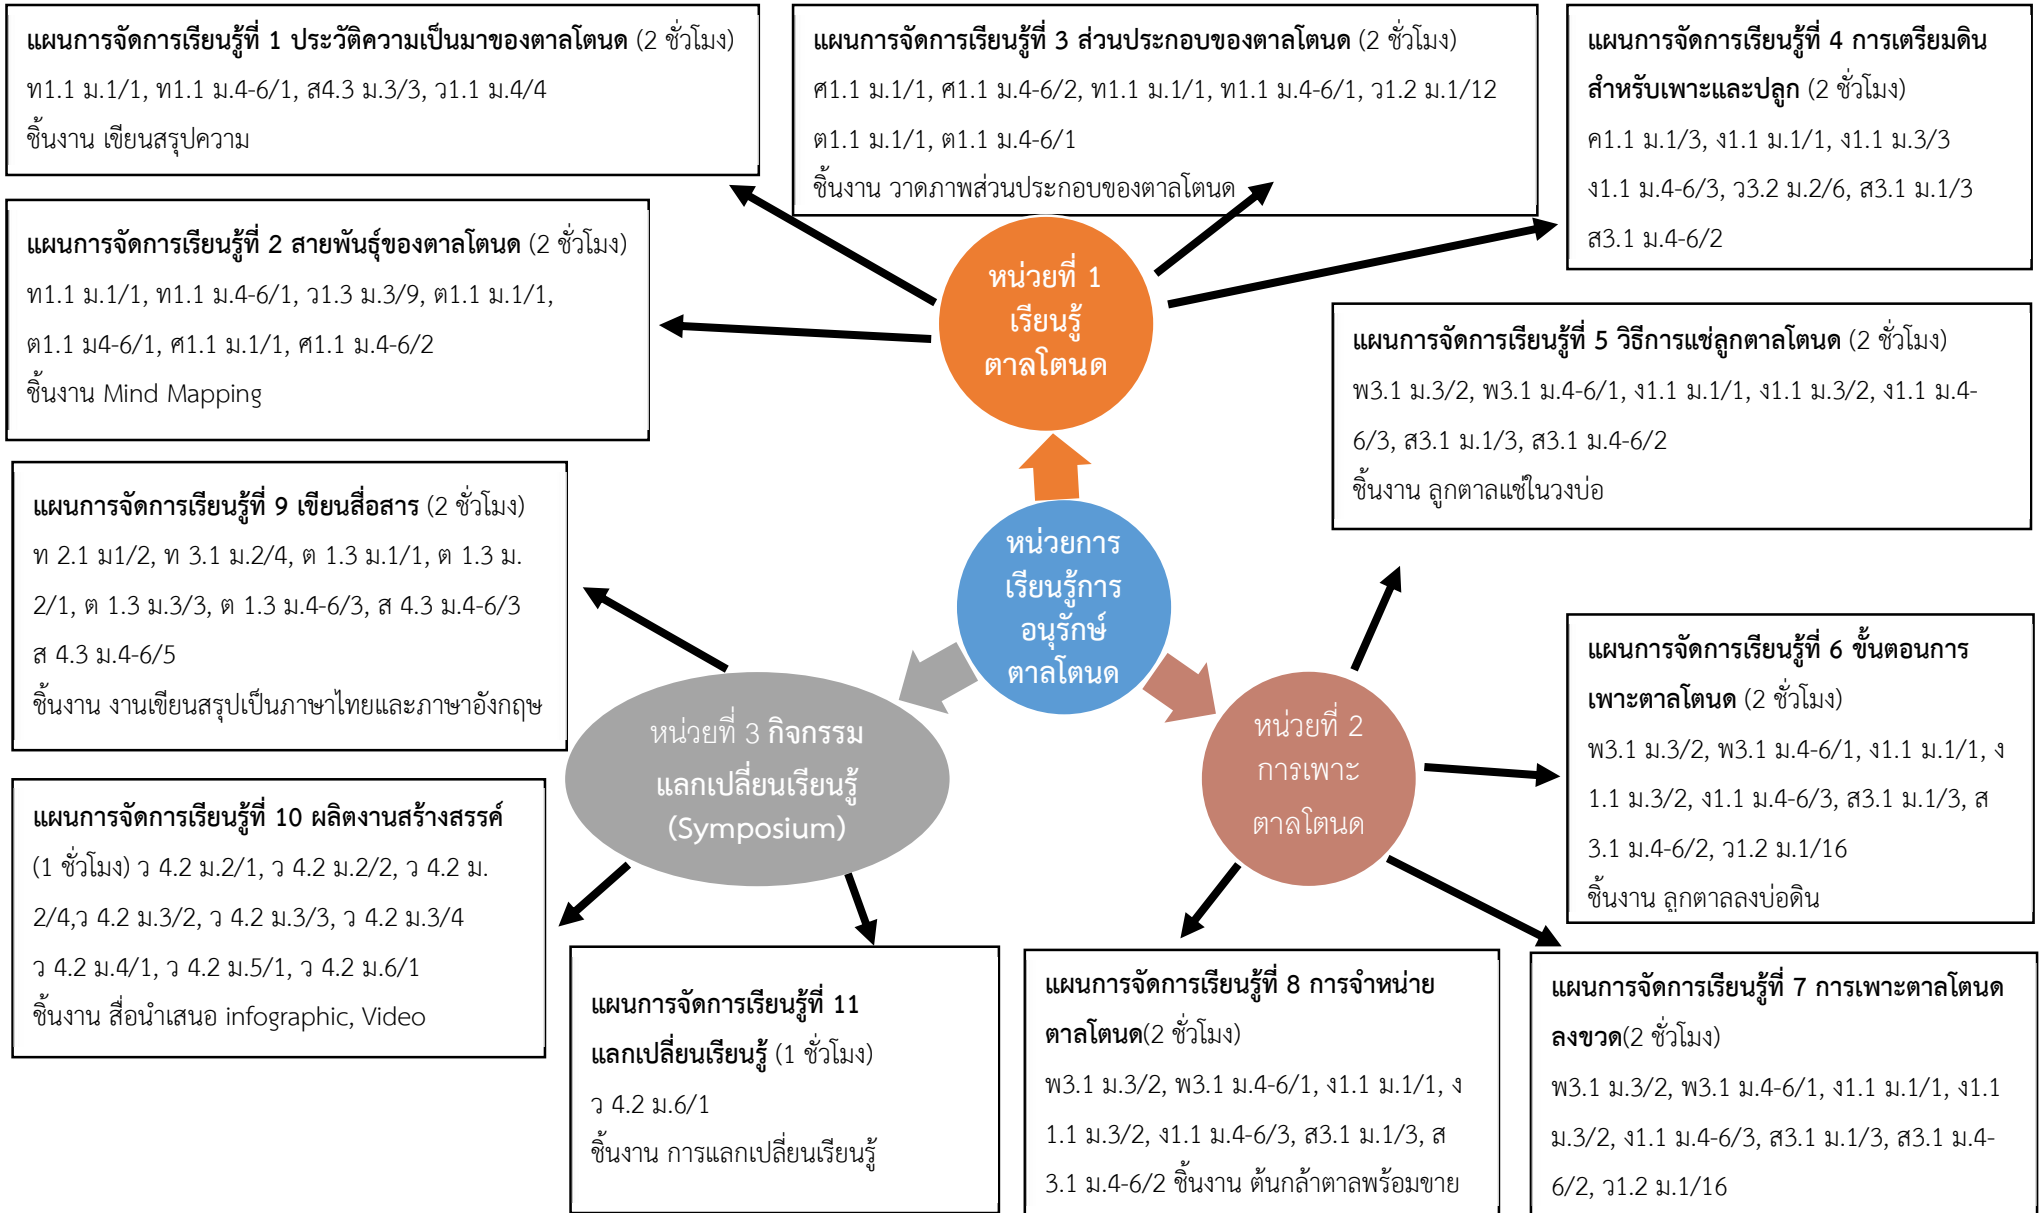 แผนการจัดการเรียนรู้ที่ 1 ประวัติความเป็นมาของตาลโตนด (2 ชั่วโมง)
ท1.1 ม.1/1, ท1.1 ม.4-6/1, ส4.3 ม.3/3, ว1.1 ม.4/4
ชิ้นงาน เขียนสรุปความ
แผนการจัดการเรียนรู้ที่ 3 ส่วนประกอบของตาลโตนด (2 ชั่วโมง)
ศ1.1 ม.1/1, ศ1.1 ม.4-6/2, ท1.1 ม.1/1, ท1.1 ม.4-6/1, ว1.2 ม.1/12
ต1.1 ม.1/1, ต1.1 ม.4-6/1
ชิ้นงาน วาดภาพส่วนประกอบของตาลโตนด
แผนการจัดการเรียนรู้ที่ 4 การเตรียมดิน
สำหรับเพาะและปลูก (2 ชั่วโมง)
ค1.1 ม.1/3, ง1.1 ม.1/1, ง1.1 ม.3/3
ง1.1 ม.4-6/3, ว3.2 ม.2/6, ส3.1 ม.1/3
ส3.1 ม.4-6/2
แผนการจัดการเรียนรู้ที่ 2 สายพันธุ์ของตาลโตนด (2 ชั่วโมง)
ท1.1 ม.1/1, ท1.1 ม.4-6/1, ว1.3 ม.3/9, ต1.1 ม.1/1,
ต1.1 ม4-6/1, ศ1.1 ม.1/1, ศ1.1 ม.4-6/2
ชิ้นงาน Mind Mapping
หน่วยที่ 1
เรียนรู้
ตาลโตนด
แผนการจัดการเรียนรู้ที่ 5 วิธีการแช่ลูกตาลโตนด (2 ชั่วโมง)
พ3.1 ม.3/2, พ3.1 ม.4-6/1, ง1.1 ม.1/1, ง1.1 ม.3/2, ง1.1 ม.4-
6/3, ส3.1 ม.1/3, ส3.1 ม.4-6/2
ชิ้นงาน ลูกตาลแช่ในวงบ่อ
แผนการจัดการเรียนรู้ที่ 9 เขียนสื่อสาร (2 ชั่วโมง)
ท 2.1 ม1/2, ท 3.1 ม.2/4, ต 1.3 ม.1/1, ต 1.3 ม.
2/1, ต 1.3 ม.3/3, ต 1.3 ม.4-6/3, ส 4.3 ม.4-6/3
ส 4.3 ม.4-6/5
ชิ้นงาน งานเขียนสรุปเป็นภาษาไทยและภาษาอังกฤษ
หน่วยการ
เรียนรู้การ
อนุรักษ์
ตาลโตนด
แผนการจัดการเรียนรู้ที่ 6 ขั้นตอนการ
เพาะตาลโตนด (2 ชั่วโมง)
พ3.1 ม.3/2, พ3.1 ม.4-6/1, ง1.1 ม.1/1, ง
1.1 ม.3/2, ง1.1 ม.4-6/3, ส3.1 ม.1/3, ส
3.1 ม.4-6/2, ว1.2 ม.1/16
ชิ้นงาน ลูกตาลลงบ่อดิน
หน่วยที่ 3 กิจกรรม
แลกเปลี่ยนเรียนรู้
(Symposium)
หน่วยที่ 2
การเพาะ
ตาลโตนด
แผนการจัดการเรียนรู้ที่ 10 ผลิตงานสร้างสรรค์
(1 ชั่วโมง) ว 4.2 ม.2/1, ว 4.2 ม.2/2, ว 4.2 ม.
2/4,ว 4.2 ม.3/2, ว 4.2 ม.3/3, ว 4.2 ม.3/4
ว 4.2 ม.4/1, ว 4.2 ม.5/1, ว 4.2 ม.6/1
ชิ้นงาน สื่อนำเสนอ infographic, Video
แผนการจัดการเรียนรู้ที่ 11
แลกเปลี่ยนเรียนรู้ (1 ชั่วโมง)
ว 4.2 ม.6/1
ชิ้นงาน การแลกเปลี่ยนเรียนรู้
แผนการจัดการเรียนรู้ที่ 8 การจำหน่าย
ตาลโตนด(2 ชั่วโมง)
พ3.1 ม.3/2, พ3.1 ม.4-6/1, ง1.1 ม.1/1, ง
1.1 ม.3/2, ง1.1 ม.4-6/3, ส3.1 ม.1/3, ส
3.1 ม.4-6/2 ชิ้นงาน ต้นกล้าตาลพร้อมขาย
แผนการจัดการเรียนรู้ที่ 7 การเพาะตาลโตนด
ลงขวด(2 ชั่วโมง)
พ3.1 ม.3/2, พ3.1 ม.4-6/1, ง1.1 ม.1/1, ง1.1
ม.3/2, ง1.1 ม.4-6/3, ส3.1 ม.1/3, ส3.1 ม.4-
6/2, ว1.2 ม.1/16